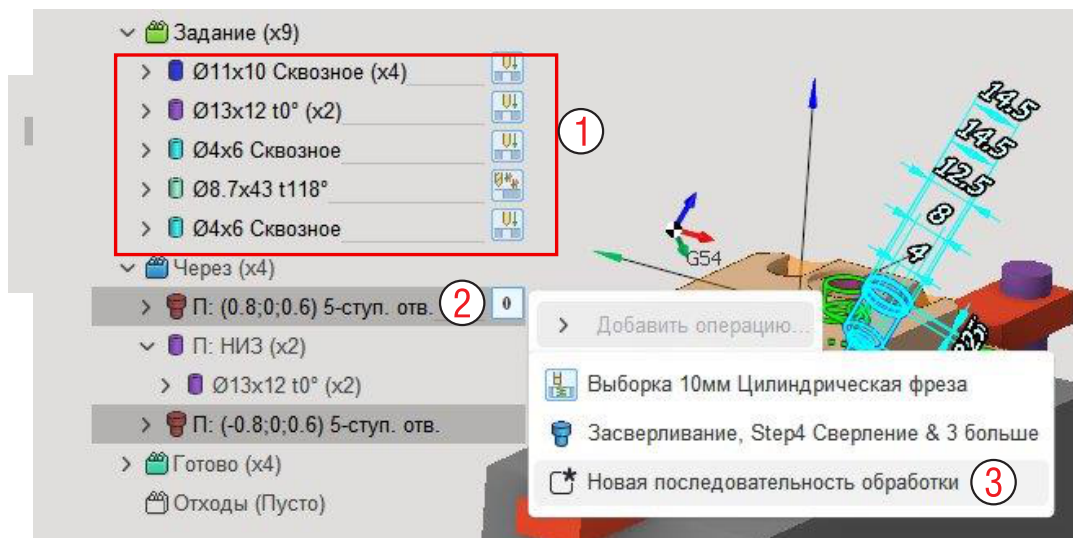 Задание (x9)
Ø11x10 Сквозное (x4)
Ø13x12 t0° (x2)
Ø4x6 Сквозное
Ø8.7x43 t118°
Ø4x6 Сквозное
1
Через (x4)
П: (0.8;0;0.6) 5-ступ. отв.
2
0
П: НИЗ (x2)
Ø13x12 t0° (x2)
П: (-0.8;0;0.6) 5-ступ. отв.
Готово (x4)
Отходы (Пусто)
14.5
14.5
12.5
8
4
G54
Добавить операцию...
Выборка 10мм Цилиндрическая фреза
Засверливание, Step4 Сверление & 3 больше
Новая последовательность обработки
3